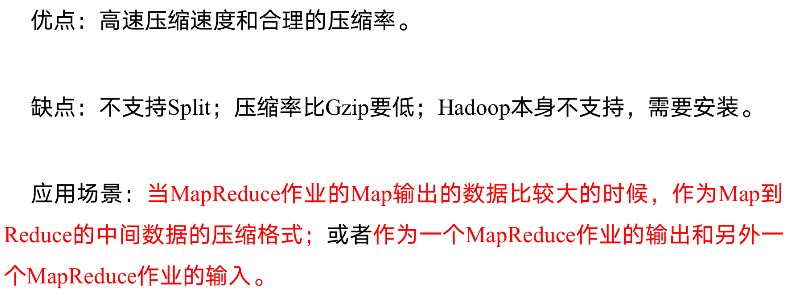 优点：高速压缩速度和合理的压缩率。
缺点：不支持Split；压缩率比Gzip要低；Hadoop本身不支持，需要安装。
应用场景：当MapReduce作业的Map输出的数据比较大的时候，作为Map到
Reduce的中间数据的压缩格式；或者作为一个MapReduce作业的输出和另外一
个MapReduce作业的输入。